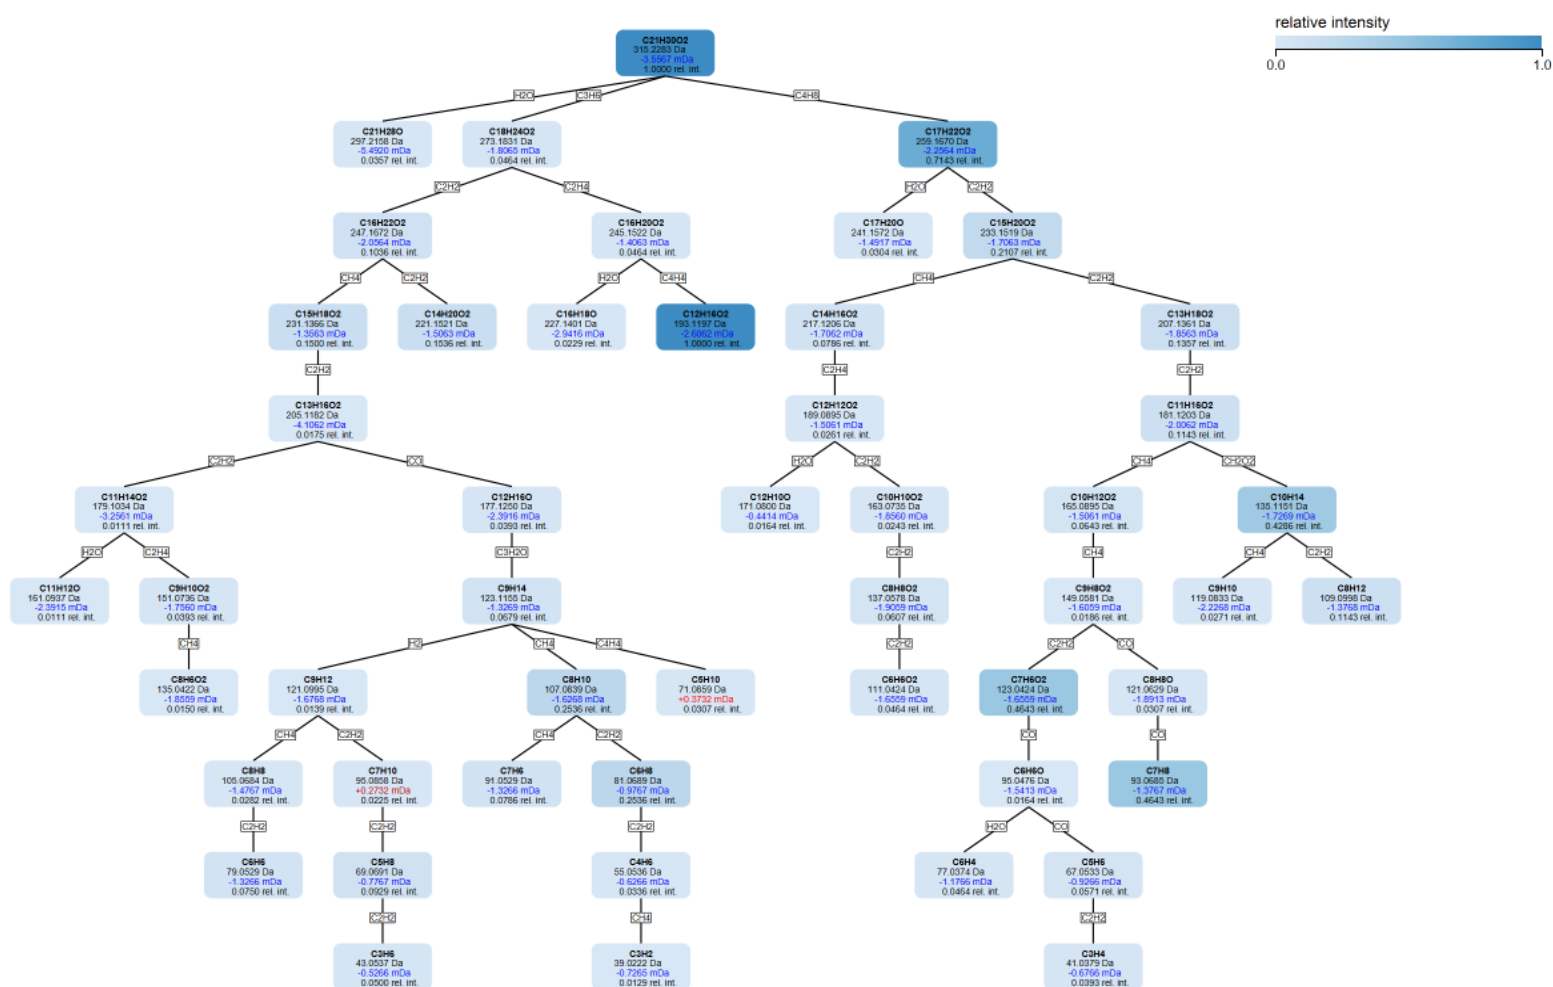 relative intensity
0.0
1.0
C21H30O2
315.2283 Da
-3.5567 mDa
1.0000 rel. int.
H2O
C3H6
C4H8
C21H28O
297.2158 Da
-5.4920 mDa
0.0357 rel. int.
C18H24O2
273.1831 Da
-1.8065 mDa
0.0464 rel. int.
C17H22O2
259.1670 Da
-2.2564 mDa
0.7143 rel. int.
C2H2
C2H4
H2O
C2H2
C16H22O2
247.1672 Da
-2.0564 mDa
0.1036 rel. int.
C16H20O2
245.1522 Da
-1.4063 mDa
0.0464 rel. int.
C17H20O
241.1572 Da
-1.4917 mDa
0.0304 rel. int.
C15H20O2
233.1519 Da
-1.7063 mDa
0.2107 rel. int.
CH4
C2H2
H2O
C4H4
CH4
C2H2
C15H18O2
231.1366 Da
-1.3563 mDa
0.1500 rel. int.
C14H20O2
221.1521 Da
-1.5063 mDa
0.1536 rel. int.
C16H18O
227.1401 Da
-2.9416 mDa
0.0229 rel. int.
C12H16O2
193.1197 Da
-2.6062 mDa
1.0000 rel. int.
C14H16O2
217.1206 Da
-1.7062 mDa
0.0786 rel. int.
C13H18O2
207.1361 Da
-1.8563 mDa
0.1357 rel. int.
C2H2
C2H4
C2H2
C13H16O2
205.1182 Da
-4.1062 mDa
0.0175 rel. int.
C12H12O2
189.0895 Da
-1.5061 mDa
0.0261 rel. int.
C11H16O2
181.1203 Da
-2.0062 mDa
0.1143 rel. int.
C2H2
CO
H2O
C2H2
CH4
CH2O2
C11H14O2
179.1034 Da
-3.2561 mDa
0.0111 rel. int.
C12H16O
177.1250 Da
-2.3916 mDa
0.0393 rel. int.
C12H10O
171.0800 Da
-0.4414 mDa
0.0164 rel. int.
C10H10O2
163.0735 Da
-1.8560 mDa
0.0243 rel. int.
C10H12O2
165.0895 Da
-1.5061 mDa
0.0643 rel. int.
C10H14
135.1151 Da
-1.7269 mDa
0.4286 rel. int.
H2O
C2H4
C3H2O
C2H2
CH4
CH4
C2H2
C11H12O
161.0937 Da
-2.3915 mDa
0.0111 rel. int.
C9H10O2
151.0736 Da
-1.7560 mDa
0.0393 rel. int.
C9H14
123.1155 Da
-1.3269 mDa
0.0679 rel. int.
C8H8O2
137.0578 Da
-1.9059 mDa
0.0607 rel. int.
C9H8O2
149.0581 Da
-1.6059 mDa
0.0186 rel. int.
C9H10
119.0833 Da
-2.2268 mDa
0.0271 rel. int.
C8H12
109.0998 Da
-1.3768 mDa
0.1143 rel. int.
CH4
H2
CH4
C4H4
C2H2
C2H2
CO
C8H6O2
135.0422 Da
-1.8559 mDa
0.0150 rel. int.
C9H12
121.0995 Da
-1.6768 mDa
0.0139 rel. int.
C8H10
107.0839 Da
-1.6268 mDa
0.2536 rel. int.
C5H10
71.0859 Da
+0.3732 mDa
0.0307 rel. int.
C6H6O2
111.0424 Da
-1.6559 mDa
0.0464 rel. int.
C7H6O2
123.0424 Da
-1.6559 mDa
0.4643 rel. int.
C8H8O
121.0629 Da
-1.8913 mDa
0.0307 rel. int.
CH4
C2H2
CH4
C2H2
CO
CO
C8H8
105.0684 Da
-1.4767 mDa
0.0282 rel. int.
C7H10
95.0858 Da
+0.2732 mDa
0.0225 rel. int.
C7H6
91.0529 Da
-1.3266 mDa
0.0786 rel. int.
C6H8
81.0689 Da
-0.9767 mDa
0.2536 rel. int.
C6H6O
95.0476 Da
-1.5413 mDa
0.0164 rel. int.
C7H8
93.0685 Da
-1.3767 mDa
0.4643 rel. int.
C2H2
C2H2
C2H2
H2O
CO
C6H6
79.0529 Da
-1.3266 mDa
0.0750 rel. int.
C5H8
69.0691 Da
-0.7767 mDa
0.0929 rel. int.
C4H6
55.0536 Da
-0.6266 mDa
0.0336 rel. int.
C6H4
77.0374 Da
-1.1766 mDa
0.0464 rel. int.
C5H6
67.0533 Da
-0.9266 mDa
0.0571 rel. int.
C2H2
CH4
C2H2
C3H6
43.0537 Da
-0.5266 mDa
0.0500 rel. int.
C3H2
39.0222 Da
-0.7265 mDa
0.0129 rel. int.
C3H4
41.0379 Da
-0.6766 mDa
0.0393 rel. int.